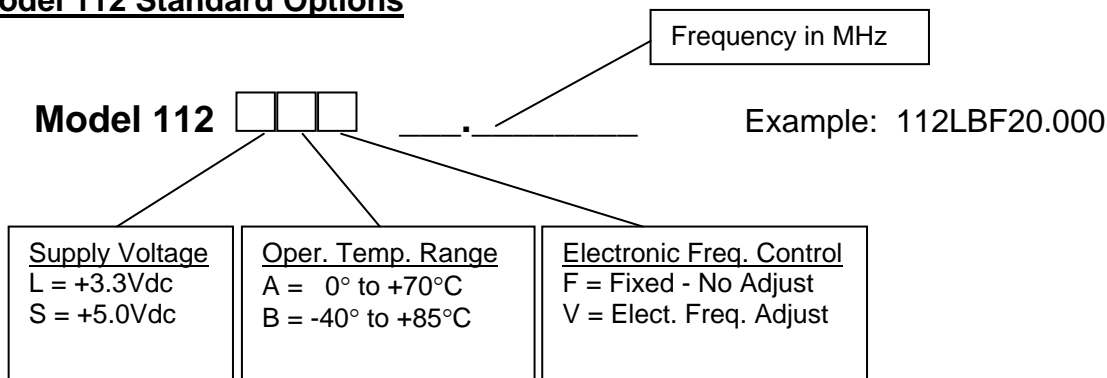 Model 112 Standard Options
Frequency in MHz
Model 112 ___.________ Example: 112LBF20.000
Supply Voltage
L = +3.3Vdc
S = +5.0Vdc
Oper. Temp. Range
A = 0° to +70°C
B = -40° to +85°C
Electronic Freq. Control
F = Fixed - No Adjust
V = Elect. Freq. Adjust